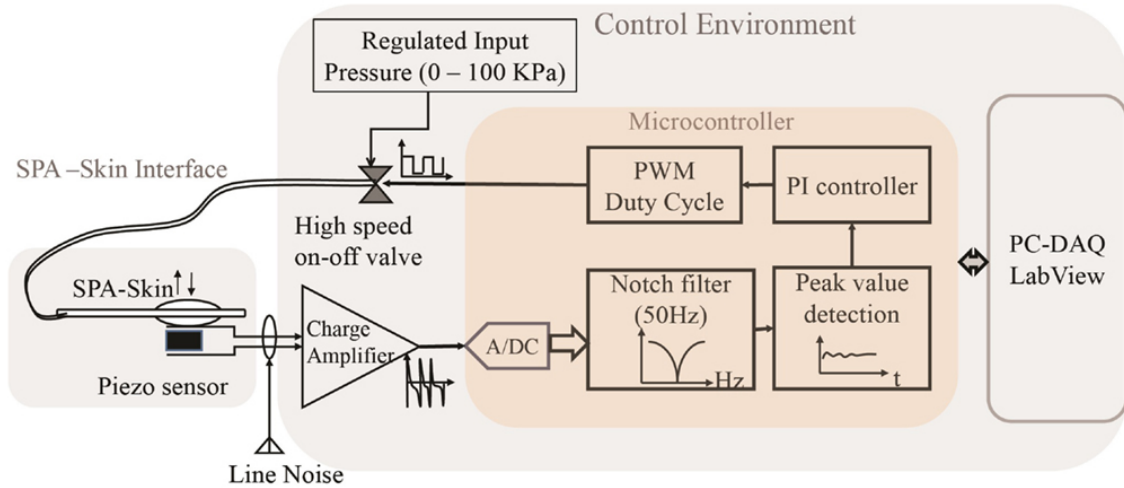 Control Environment
Regulated Input
Pressure (0 – 100 KPa)
Microcontroller
SPA –Skin Interface
PWM
Duty Cycle
PI controller
High speed
on-off valve
PC-DAQ
LabView
SPA-Skin
Notch filter
(50Hz)
Hz
Peak value
detection
t
Charge
Amplifier
A/DC
Piezo sensor
Line Noise